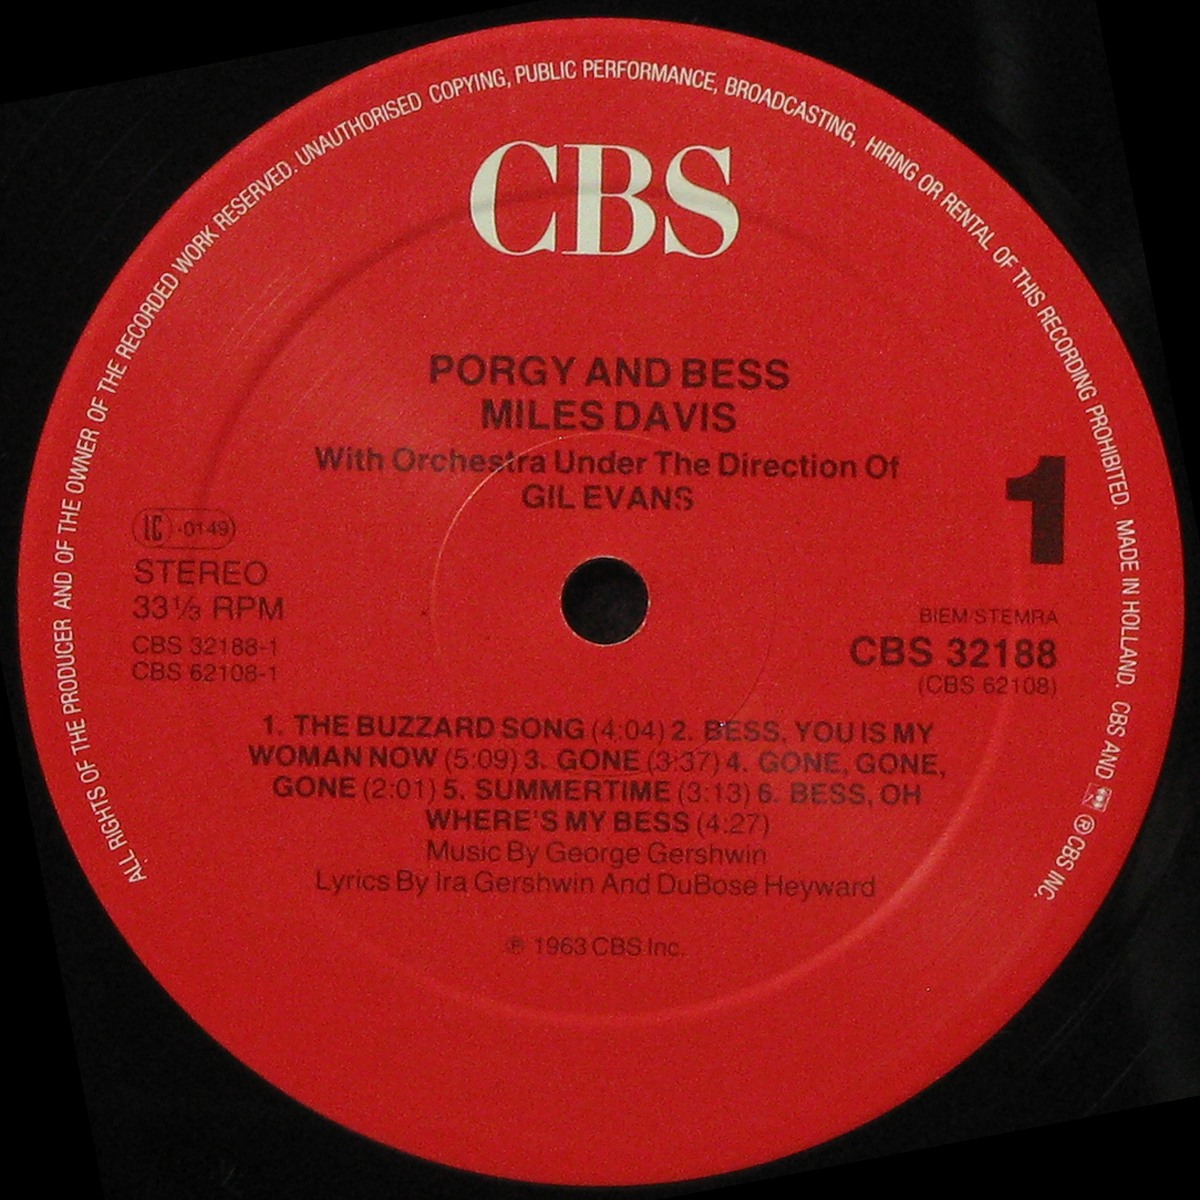 ALL RIGHTS OF THE PRODUCER AND OF THE OWNER OF THE RECORDED WORK RESERVED. UNAUTHORISED COPYING, PUBLIC PERFORMANCE, BROADCASTING, HIRING OR RENTAL OF THIS RECORDING PROHIBITED. MADE IN HOLLAND. CBS AND ® CBS INC.
CBS
PORGY AND BESS
MILES DAVIS
With Orchestra Under The Direction Of
GIL EVANS
1
LC -0149
STEREO
33⅓ RPM
CBS 32188-1
CBS 62108-1
BIEM/STEMRA
CBS 32188
(CBS 62108)
1. THE BUZZARD SONG (4:04) 2. BESS, YOU IS MY
WOMAN NOW (5:09) 3. GONE (3:37) 4. GONE, GONE,
GONE (2:01) 5. SUMMERTIME (3:13) 6. BESS, OH
WHERE'S MY BESS (4:27)
Music By George Gershwin
Lyrics By Ira Gershwin And DuBose Heyward
℗ 1963 CBS Inc.